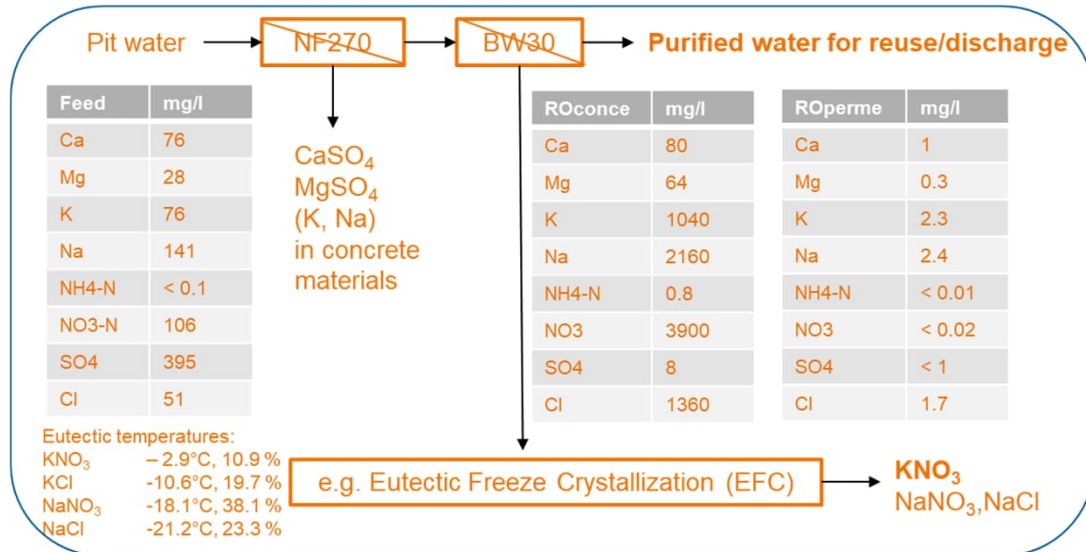 Pit water
NF270
BW30
Purified water for reuse/discharge
Feed mg/l
Ca 76
Mg 28
K 76
Na 141
NH4-N < 0.1
NO3-N 106
SO4 395
Cl 51
CaSO₄
MgSO₄
(K, Na)
in concrete
materials
ROconce mg/l
Ca 80
Mg 64
K 1040
Na 2160
NH4-N 0.8
NO3 3900
SO4 8
Cl 1360
ROperme mg/l
Ca 1
Mg 0.3
K 2.3
Na 2.4
NH4-N < 0.01
NO3 < 0.02
SO4 < 1
Cl 1.7
Eutectic temperatures:
KNO₃ – 2.9°C, 10.9 %
KCl -10.6°C, 19.7 %
NaNO₃ -18.1°C, 38.1 %
NaCl -21.2°C, 23.3 %
e.g. Eutectic Freeze Crystallization (EFC)
KNO₃
NaNO₃,NaCl